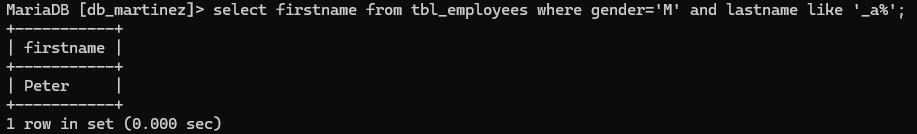 MariaDB [db_martinez]> select firstname from tbl_employees where gender='M' and lastname like '_a%';
+-----------+
| firstname |
+-----------+
| Peter     |
+-----------+
1 row in set (0.000 sec)